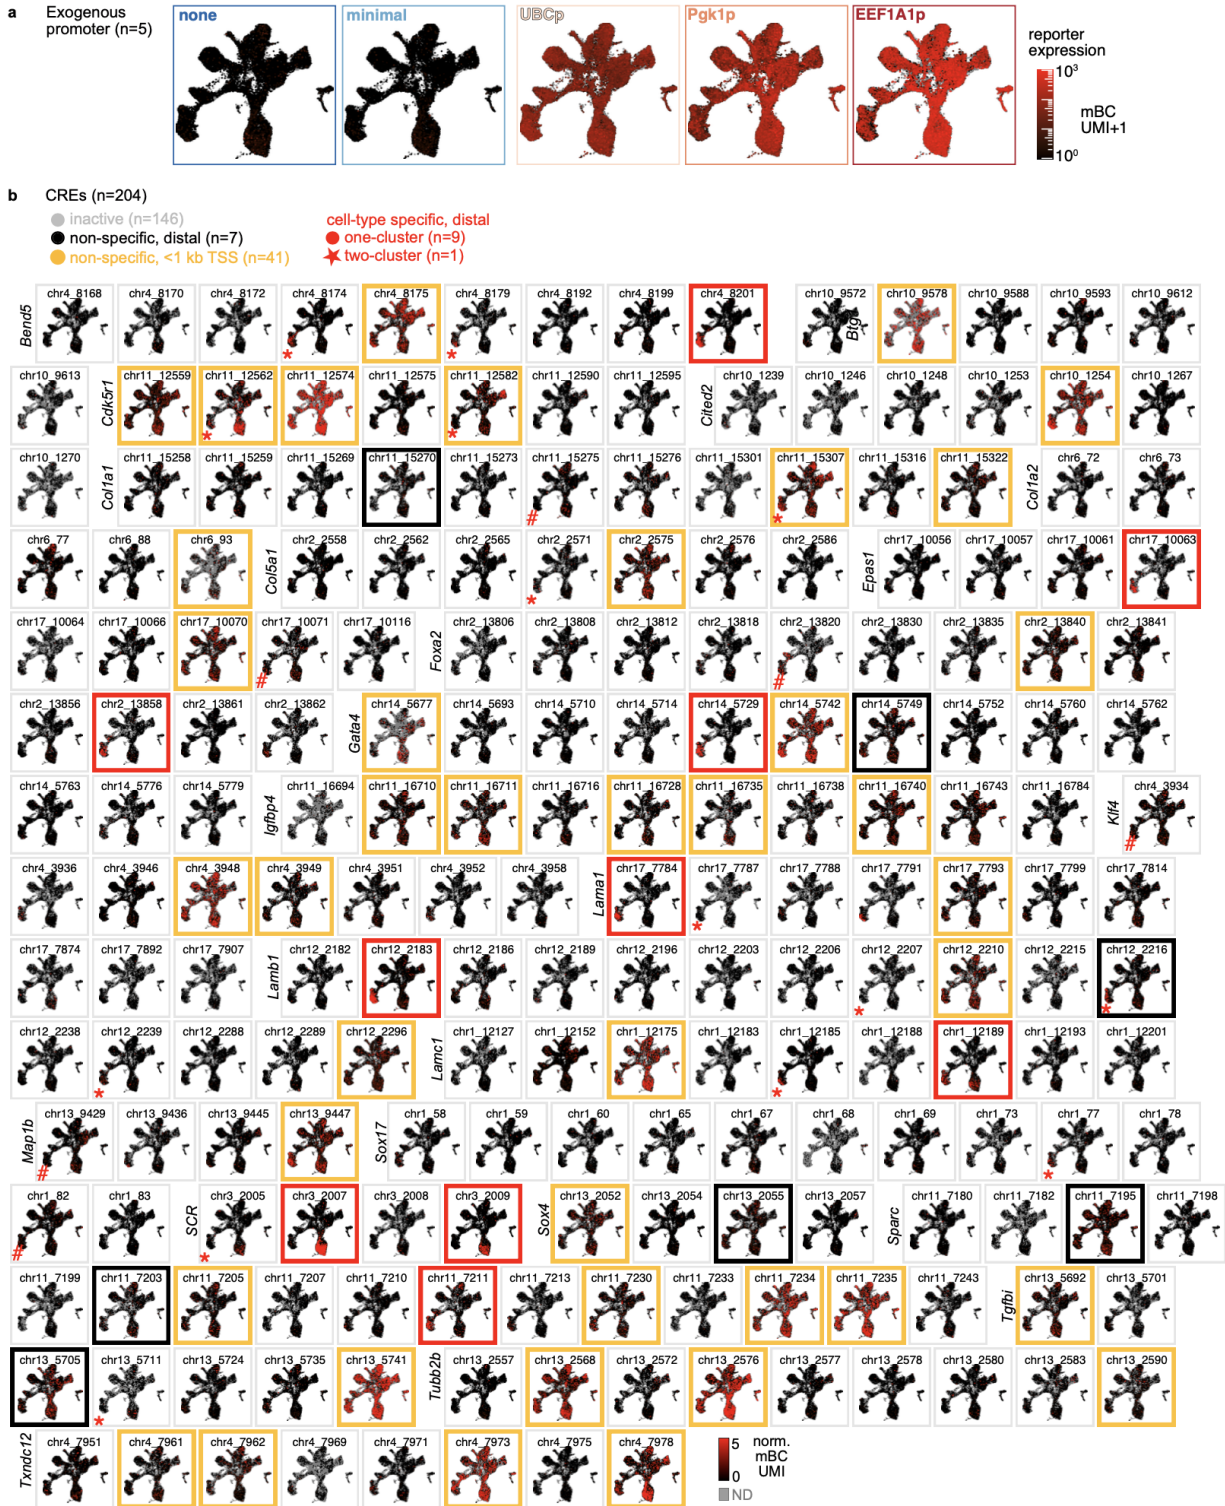 a Exogenous promoter (n=5)
none minimal UBCp Pgk1p EEF1A1p
reporter expression
10³
mBC UMI+1
10⁰
b CREs (n=204)
inactive (n=146)
non-specific, distal (n=7)
non-specific, <1 kb TSS (n=41)
cell-type specific, distal
one-cluster (n=9)
two-cluster (n=1)
Bend5 chr4_8168 chr4_8170 chr4_8172 chr4_8174 chr4_8175 chr4_8179 chr4_8192 chr4_8199 chr4_8201 chr10_9572 chr10_9578 chr10_9588 chr10_9593 chr10_9612
* *
chr10_9613 Cdk5r1 chr11_12559 chr11_12562 chr11_12574 chr11_12575 chr11_12582 chr11_12590 chr11_12595 Cited2 chr10_1239 chr10_1246 chr10_1248 chr10_1253 chr10_1254 chr10_1267
* *
chr10_1270 Col1a1 chr11_15258 chr11_15259 chr11_15269 chr11_15270 chr11_15273 chr11_15275 chr11_15276 chr11_15301 chr11_15307 chr11_15316 chr11_15322 Col1a2 chr6_72 chr6_73
# *
chr6_77 chr6_88 chr6_93 Col5a1 chr2_2558 chr2_2562 chr2_2565 chr2_2571 chr2_2575 chr2_2576 chr2_2586 Epas1 chr17_10056 chr17_10057 chr17_10061 chr17_10063
*
chr17_10064 chr17_10066 chr17_10070 chr17_10071 chr17_10116 Foxa2 chr2_13806 chr2_13808 chr2_13812 chr2_13818 chr2_13820 chr2_13830 chr2_13835 chr2_13840 chr2_13841
# #
chr2_13856 chr2_13858 chr2_13861 chr2_13862 Gata4 chr14_5677 chr14_5693 chr14_5710 chr14_5714 chr14_5729 chr14_5742 chr14_5749 chr14_5752 chr14_5760 chr14_5762
chr14_5763 chr14_5776 chr14_5779 Igfbp4 chr11_16694 chr11_16710 chr11_16711 chr11_16716 chr11_16728 chr11_16735 chr11_16738 chr11_16740 chr11_16743 chr11_16784 Klf4 chr4_3934
#
chr4_3936 chr4_3946 chr4_3948 chr4_3949 chr4_3951 chr4_3952 chr4_3958 Lama1 chr17_7784 chr17_7787 chr17_7788 chr17_7791 chr17_7793 chr17_7799 chr17_7814
*
chr17_7874 chr17_7892 chr17_7907 Lamb1 chr12_2182 chr12_2183 chr12_2186 chr12_2189 chr12_2196 chr12_2203 chr12_2206 chr12_2207 chr12_2210 chr12_2215 chr12_2216
* *
chr12_2238 chr12_2239 chr12_2288 chr12_2289 chr12_2296 Lamc1 chr1_12127 chr1_12152 chr1_12175 chr1_12183 chr1_12185 chr1_12188 chr1_12189 chr1_12193 chr1_12201
* *
Map1b chr13_9429 chr13_9436 chr13_9445 chr13_9447 Sox17 chr1_58 chr1_59 chr1_60 chr1_65 chr1_67 chr1_68 chr1_69 chr1_73 chr1_77 chr1_78
# *
chr1_82 chr1_83 SCR chr3_2005 chr3_2007 chr3_2008 chr3_2009 Sox4 chr13_2052 chr13_2054 chr13_2055 chr13_2057 Sparc chr11_7180 chr11_7182 chr11_7195 chr11_7198
# *
chr11_7199 chr11_7203 chr11_7205 chr11_7207 chr11_7210 chr11_7211 chr11_7213 chr11_7230 chr11_7233 chr11_7234 chr11_7235 chr11_7243 Tgfbi chr13_5692 chr13_5701
chr13_5705 chr13_5711 chr13_5724 chr13_5735 chr13_5741 Tubb2b chr13_2557 chr13_2568 chr13_2572 chr13_2576 chr13_2577 chr13_2578 chr13_2580 chr13_2583 chr13_2590
*
Txndc12 chr4_7951 chr4_7961 chr4_7962 chr4_7969 chr4_7971 chr4_7973 chr4_7975 chr4_7978
5 norm. mBC UMI
0
ND